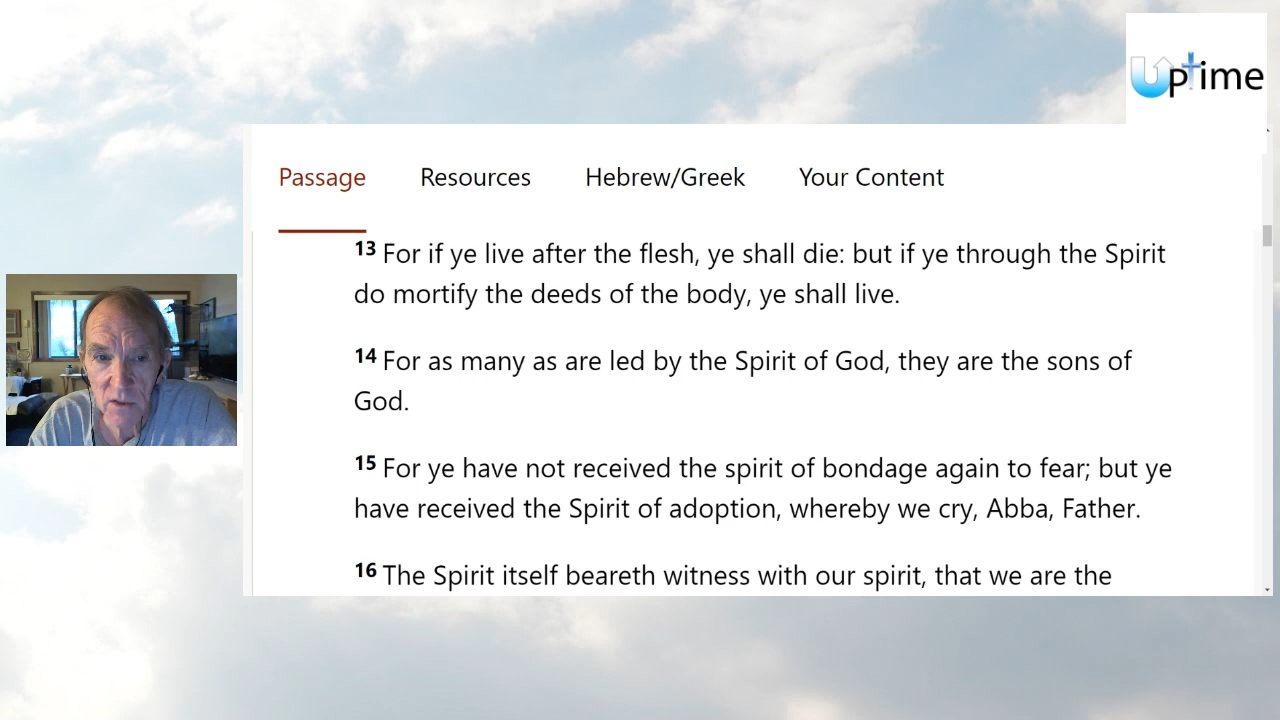 Uptime
Passage Resources Hebrew/Greek Your Content
13 For if ye live after the flesh, ye shall die: but if ye through the Spirit
do mortify the deeds of the body, ye shall live.
14 For as many as are led by the Spirit of God, they are the sons of
God.
15 For ye have not received the spirit of bondage again to fear; but ye
have received the Spirit of adoption, whereby we cry, Abba, Father.
16 The Spirit itself beareth witness with our spirit, that we are the